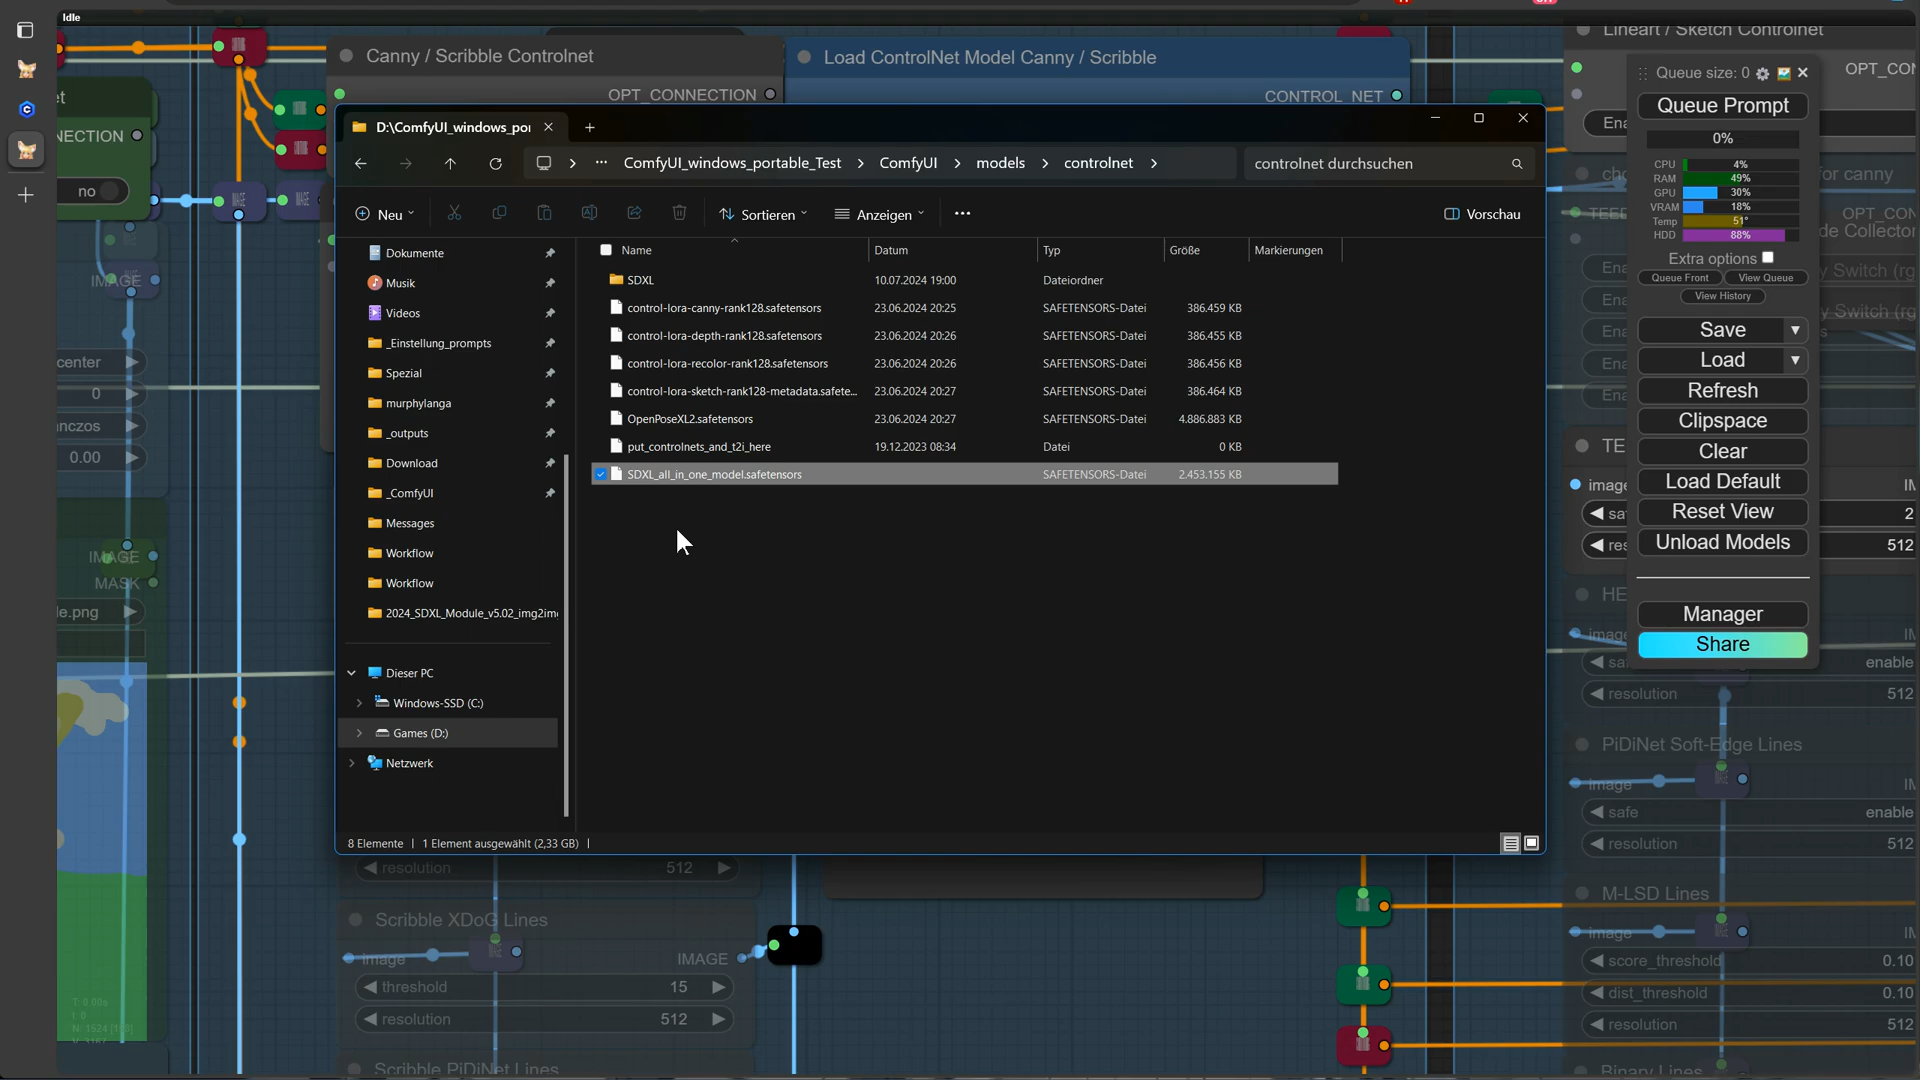 Idle
Canny / Scribble Controlnet
OPT_CONNECTION
Load ControlNet Model Canny / Scribble
CONTROL_NET
Lineart / Sketch Controlnet
D:\ComfyUI_windows_por
ComfyUI_windows_portable_Test
ComfyUI
models
controlnet
controlnet durchsuchen
Neu
Sortieren
Anzeigen
Vorschau
Name
Datum
Typ
Größe
Markierungen
SDXL 10.07.2024 19:00 Dateiordner
control-lora-canny-rank128.safetensors 23.06.2024 20:25 SAFETENSORS-Datei 386.459 KB
control-lora-depth-rank128.safetensors 23.06.2024 20:26 SAFETENSORS-Datei 386.455 KB
control-lora-recolor-rank128.safetensors 23.06.2024 20:26 SAFETENSORS-Datei 386.456 KB
control-lora-sketch-rank128-metadata.safete... 23.06.2024 20:27 SAFETENSORS-Datei 386.464 KB
OpenPoseXL2.safetensors 23.06.2024 20:27 SAFETENSORS-Datei 4.886.883 KB
put_controlnets_and_t2i_here 19.12.2023 08:34 Datei 0 KB
SDXL_all_in_one_model.safetensors SAFETENSORS-Datei 2.453.155 KB
Dokumente
Musik
Videos
_Einstellung_prompts
Spezial
murphylanga
_outputs
Download
_ComfyUI
Messages
Workflow
Workflow
2024_SDXL_Module_v5.02_img2im
Dieser PC
Windows-SSD (C:)
Games (D:)
Netzwerk
8 Elemente
1 Element ausgewählt (2,33 GB)
et
NECTION
no
IMAGE
center
0
nczos
0.00
IMAGE
MASK
le.png
T: 0.00s
I: 0
resolution 512
Scribble XDoG Lines
image
IMAGE
threshold 15
resolution 512
Scribble PiDiNet Lines
Queue size: 0
Queue Prompt
0%
CPU 4%
RAM 49%
GPU 30%
VRAM 18%
Temp 51°
HDD 88%
Extra options
Queue Front
View Queue
View History
Save
Load
Refresh
Clipspace
Clear
Load Default
Reset View
Unload Models
Manager
Share
OPT_CON
Ena
for canny
OPT_CON
de Collector
y Switch (rg
y Switch (rg
TE
image
sa 2
res 512
HE
image
sa enable
resolution 512
PiDiNet Soft-Edge Lines
image
safe enable
resolution 512
M-LSD Lines
image
score_threshold 0.10
dist_threshold 0.10
resolution 512
Binary Lines